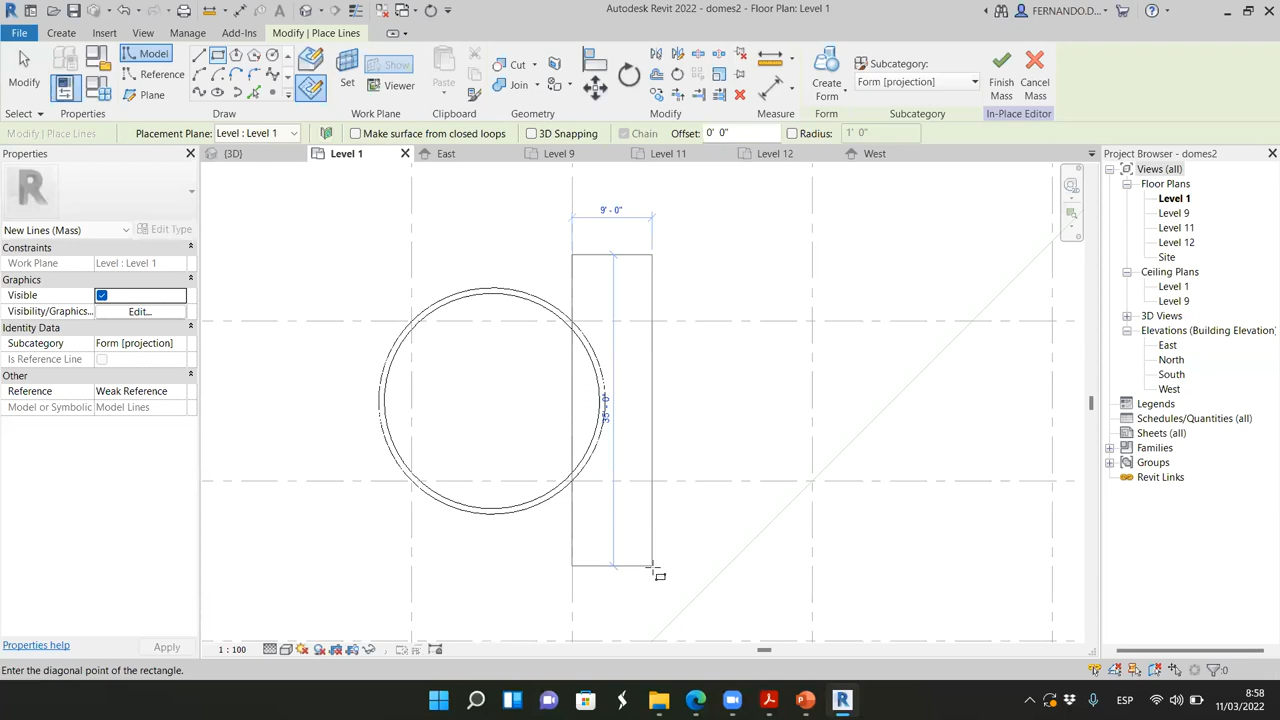 Autodesk Revit 2022 - domes2 - Floor Plan: Level 1
FERNANDO.D...
File Create Insert View Manage Add-Ins Modify | Place Lines
Modify
Model
Reference
Plane
Set
Show
Viewer
Paste
Cut
Join
Create
Form
Subcategory:
Form [projection]
Finish
Mass
Cancel
Mass
Select Properties Draw Work Plane Clipboard Geometry Modify Measure Form Subcategory In-Place Editor
Modify | Place Lines Placement Plane: Level : Level 1 Make surface from closed loops 3D Snapping Chain Offset: 0' 0" Radius: 1' 0"
Properties
{3D} Level 1 East Level 9 Level 11 Level 12 West
Project Browser - domes2
New Lines (Mass) Edit Type
Constraints
Work Plane Level : Level 1
Graphics
Visible
Visibility/Graphics... Edit...
Identity Data
Subcategory Form [projection]
Is Reference Line
Other
Reference Weak Reference
Model or Symbolic Model Lines
Properties help Apply
9' - 0"
35' - 0"
Views (all)
Floor Plans
Level 1
Level 9
Level 11
Level 12
Site
Ceiling Plans
Level 1
Level 9
3D Views
Elevations (Building Elevation)
East
North
South
West
Legends
Schedules/Quantities (all)
Sheets (all)
Families
Groups
Revit Links
1 : 100
Enter the diagonal point of the rectangle.
:0
ESP
8:58
11/03/2022